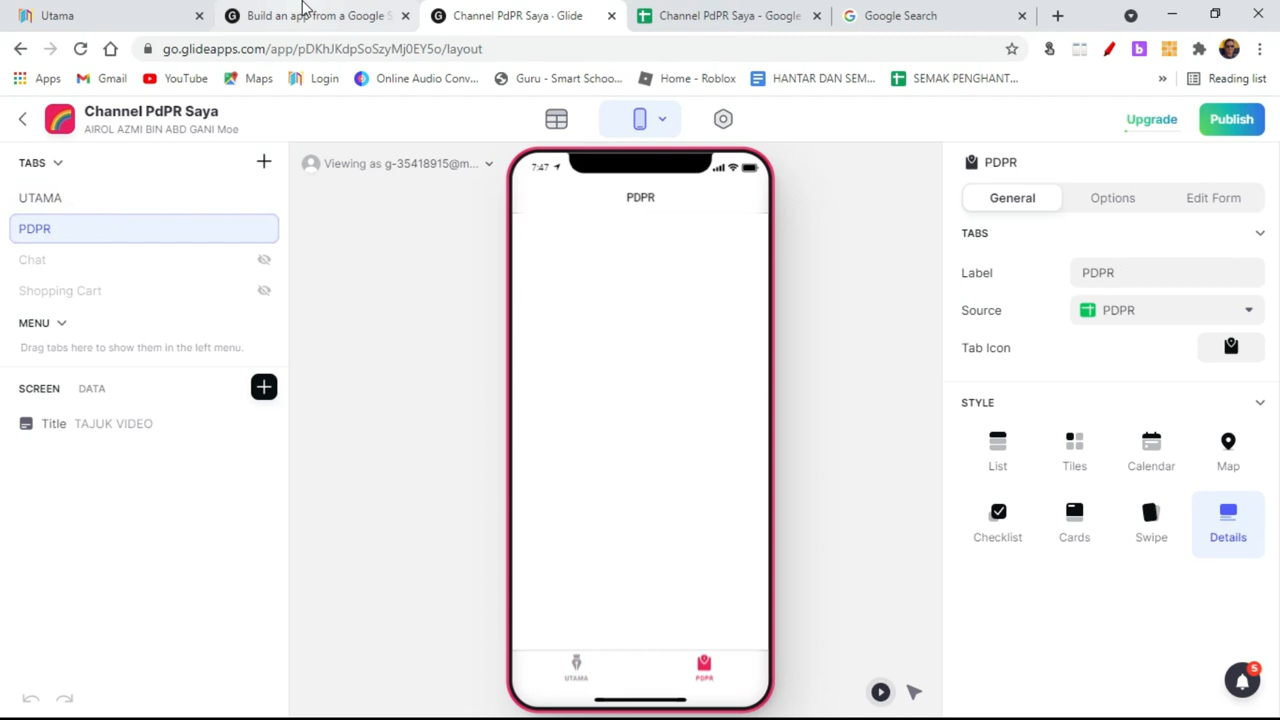 Utama
Build an app from a Google S
Channel PdPR Saya - Glide
Channel PdPR Saya - Google
Google Search
go.glideapps.com/app/pDKhJKdpSoSzyMj0EY5o/layout
Apps
Gmail
YouTube
Maps
Login
Online Audio Conv...
Guru - Smart Schoo...
Home - Roblox
HANTAR DAN SEM...
SEMAK PENGHANT...
»
Reading list
Channel PdPR Saya
AIROL AZMI BIN ABD GANI Moe
Upgrade
Publish
TABS
UTAMA
PDPR
Chat
Shopping Cart
MENU
Drag tabs here to show them in the left menu.
SCREEN
DATA
Title TAJUK VIDEO
Viewing as g-35418915@m...
7:47
PDPR
UTAMA
PDPR
PDPR
General
Options
Edit Form
TABS
Label
PDPR
Source
PDPR
Tab Icon
STYLE
List
Tiles
Calendar
Map
Checklist
Cards
Swipe
Details
5